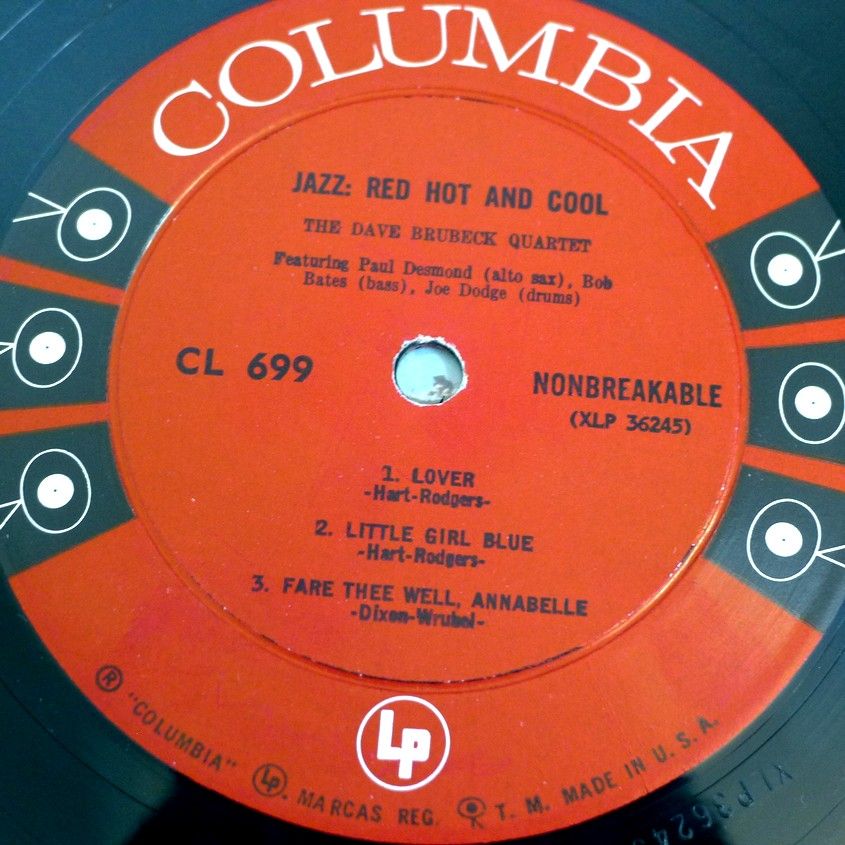 COLUMBIA
JAZZ: RED HOT AND COOL
THE DAVE BRUBECK QUARTET
Featuring Paul Desmond (alto sax), Bob
Bates (bass), Joe Dodge (drums)
CL 699
NONBREAKABLE
(XLP 36245)
1. LOVER
-Hart-Rodgers-
2. LITTLE GIRL BLUE
-Hart-Rodgers-
3. FARE THEE WELL, ANNABELLE
-Dixon-Wrubel-
LP
® "COLUMBIA" LP. MARCAS REG. T. M. MADE IN U. S. A.